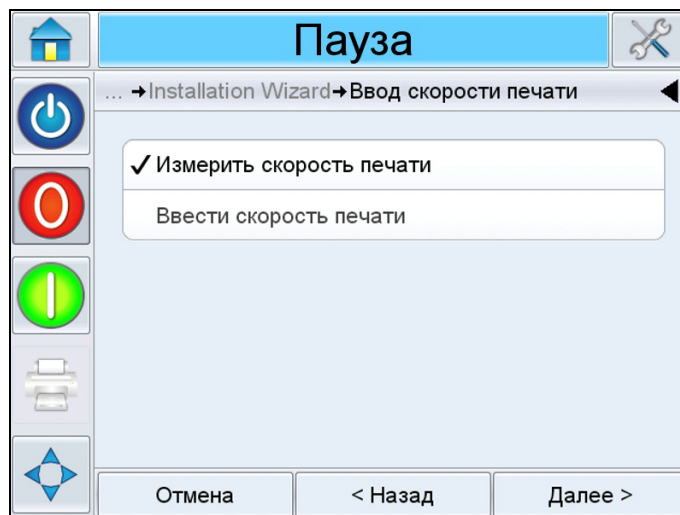 Пауза
... →Installation Wizard→Ввод скорости печати
✓ Измерить скорость печати
Ввести скорость печати
Отмена
< Назад
Далее >